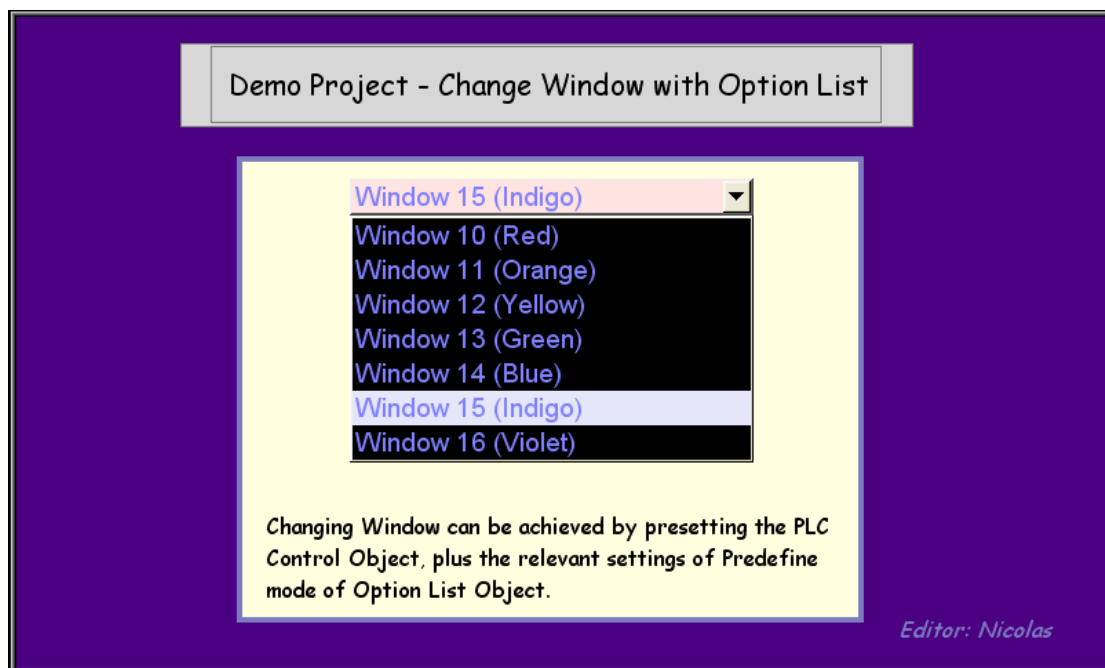 Demo Project - Change Window with Option List
Window 15 (Indigo)
Window 10 (Red)
Window 11 (Orange)
Window 12 (Yellow)
Window 13 (Green)
Window 14 (Blue)
Window 15 (Indigo)
Window 16 (Violet)
Changing Window can be achieved by presetting the PLC
Control Object, plus the relevant settings of Predefine
mode of Option List Object.
Editor: Nicolas